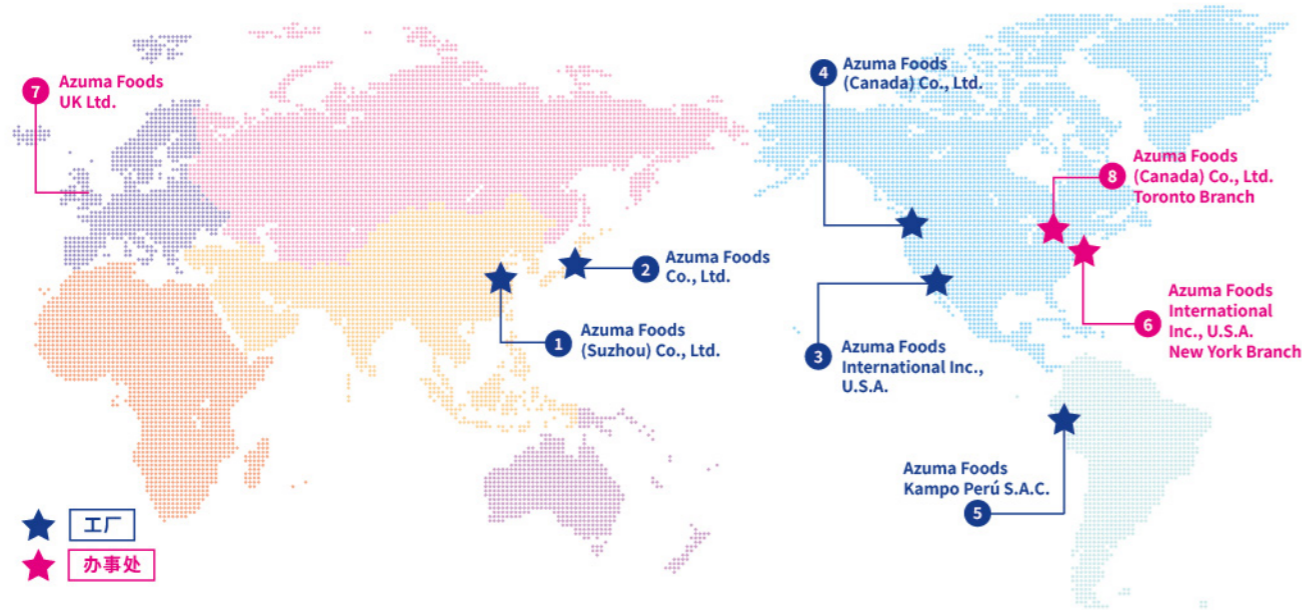 7
Azuma Foods
UK Ltd.
4
Azuma Foods
(Canada) Co., Ltd.
8
Azuma Foods
(Canada) Co., Ltd.
Toronto Branch
2
Azuma Foods
Co., Ltd.
1
Azuma Foods
(Suzhou) Co., Ltd.
3
Azuma Foods
International Inc.,
U.S.A.
6
Azuma Foods
International
Inc., U.S.A.
New York Branch
Azuma Foods
Kampo Perú S.A.C.
5
工厂
办事处